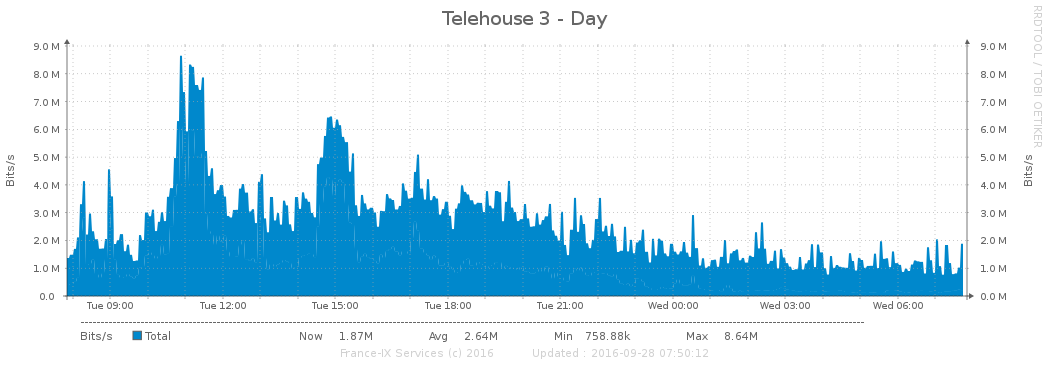 Telehouse 3 - Day
RRDTOOL / TOBI OETIKER
Bits/s
Bits/s
9.0 M 9.0 M
8.0 M 8.0 M
7.0 M 7.0 M
6.0 M 6.0 M
5.0 M 5.0 M
4.0 M 4.0 M
3.0 M 3.0 M
2.0 M 2.0 M
1.0 M 1.0 M
0.0 0.0 M
Tue 09:00 Tue 12:00 Tue 15:00 Tue 18:00 Tue 21:00 Wed 00:00 Wed 03:00 Wed 06:00
Bits/s Total Now 1.87M Avg 2.64M Min 758.88k Max 8.64M
France-IX Services (c) 2016 Updated : 2016-09-28 07:50:12